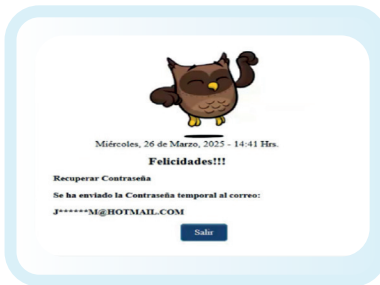 Miércoles, 26 de Marzo, 2025 - 14:41 Hrs.
Felicidades!!!
Recuperar Contraseña
Se ha enviado la Contraseña temporal al correo:
J******M@HOTMAIL.COM
Salir